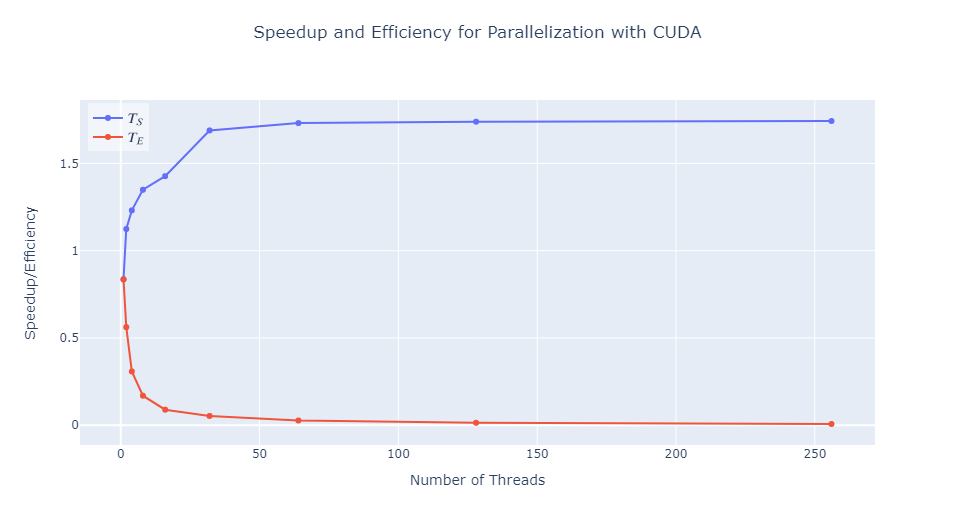 Speedup and Efficiency for Parallelization with CUDA
T_S
T_E
1.5
1
0.5
0
Speedup/Efficiency
0 50 100 150 200 250
Number of Threads